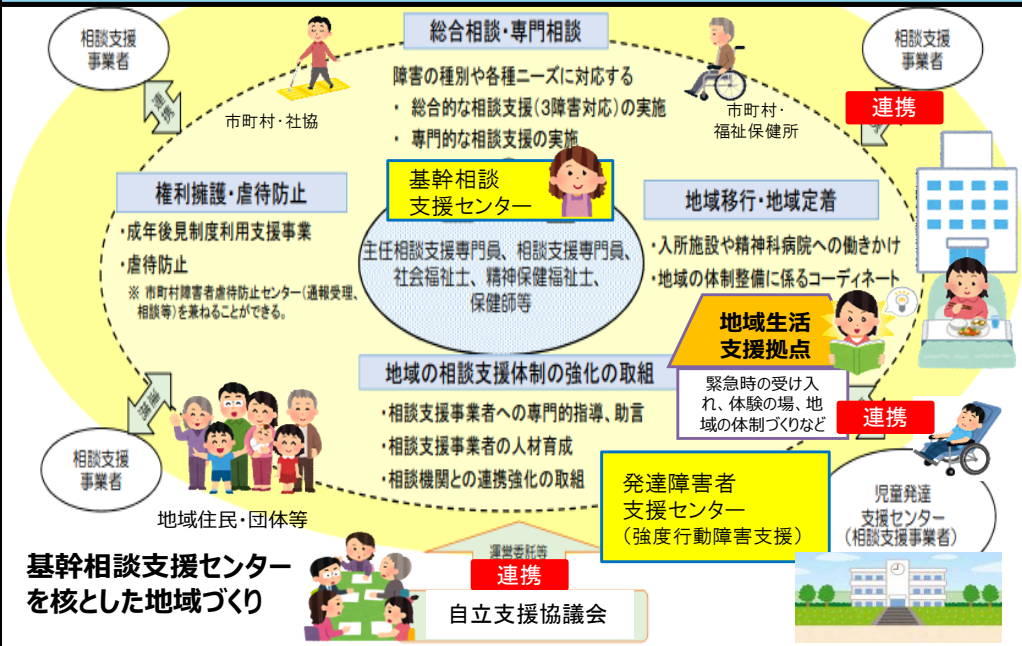 相談支援
事業者
総合相談・専門相談
相談支援
事業者
連携
障害の種別や各種ニーズに対応する
・ 総合的な相談支援（3障害対応）の実施
・ 専門的な相談支援の実施
市町村・社協
市町村・
福祉保健所
連携
権利擁護・虐待防止
・成年後見制度利用支援事業
・虐待防止
※ 市町村障害者虐待防止センター（通報受理、
相談等）を兼ねることができる。
基幹相談
支援センター
主任相談支援専門員、相談支援専門員、
社会福祉士、精神保健福祉士、
保健師等
地域移行・地域定着
・入所施設や精神科病院への働きかけ
・地域の体制整備に係るコーディネート
地域生活
支援拠点
緊急時の受け入
れ、体験の場、地
域の体制づくりなど
連携
地域の相談支援体制の強化の取組
・相談支援事業者への専門的指導、助言
・相談支援事業者の人材育成
・相談機関との連携強化の取組
連携
相談支援
事業者
地域住民・団体等
発達障害者
支援センター
（強度行動障害支援）
児童発達
支援センター
（相談支援事業者）
運営委託等
連携
自立支援協議会
基幹相談支援センター
を核とした地域づくり